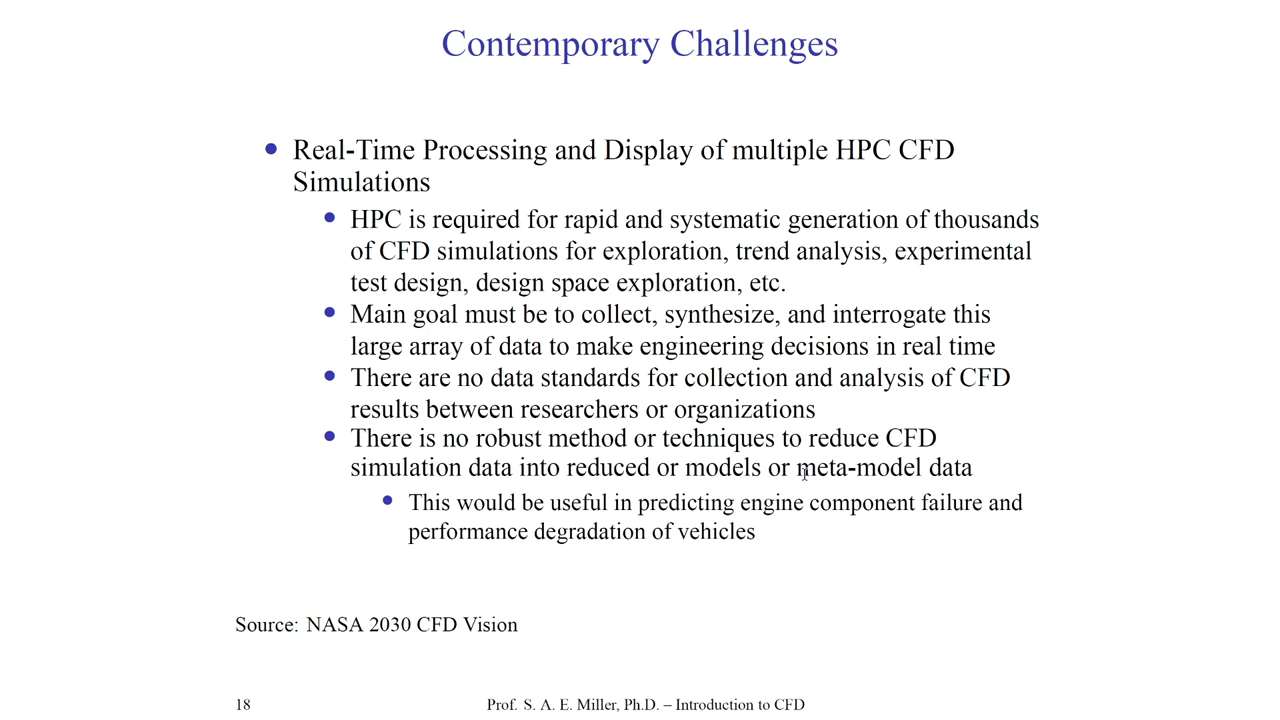 Contemporary Challenges
Real-Time Processing and Display of multiple HPC CFD
Simulations
HPC is required for rapid and systematic generation of thousands
of CFD simulations for exploration, trend analysis, experimental
test design, design space exploration, etc.
Main goal must be to collect, synthesize, and interrogate this
large array of data to make engineering decisions in real time
There are no data standards for collection and analysis of CFD
results between researchers or organizations
There is no robust method or techniques to reduce CFD
simulation data into reduced or models or meta-model data
This would be useful in predicting engine component failure and
performance degradation of vehicles
Source: NASA 2030 CFD Vision
18 Prof. S. A. E. Miller, Ph.D. – Introduction to CFD